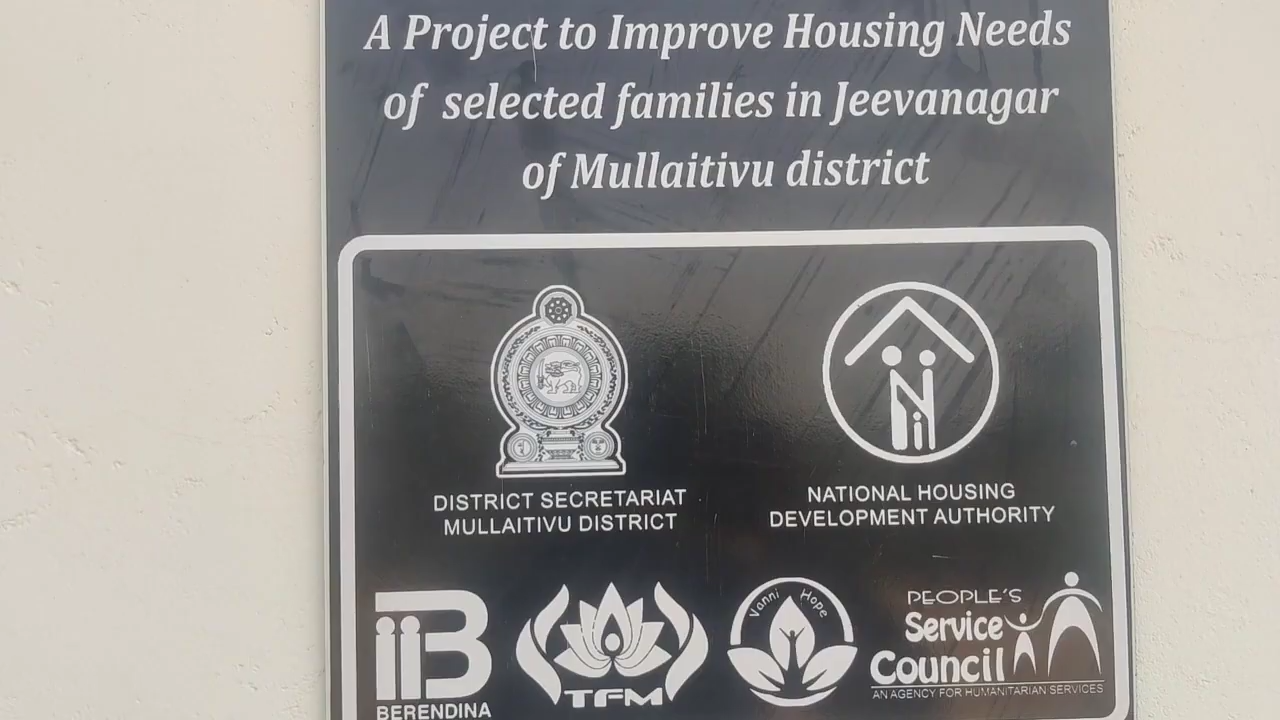 A Project to Improve Housing Needs
of selected families in Jeevanagar
of Mullaitivu district
DISTRICT SECRETARIAT
MULLAITIVU DISTRICT
NATIONAL HOUSING
DEVELOPMENT AUTHORITY
BERENDINA
TFM
Vanni Hope
PEOPLE'S
Service
Council
AN AGENCY FOR HUMANITARIAN SERVICES